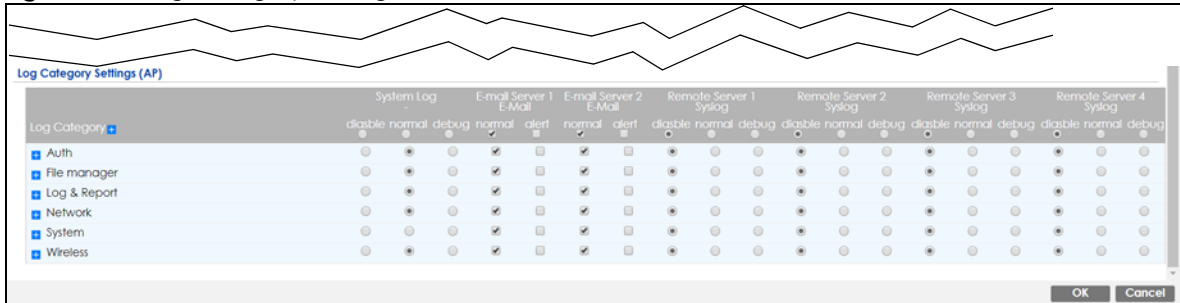 Log Category Settings (AP)
System Log E-mail Server 1 E-mail Server 2 Remote Server 1 Remote Server 2 Remote Server 3 Remote Server 4
- E-Mail E-Mail Syslog Syslog Syslog Syslog
Log Category disable normal debug normal alert normal alert disable normal debug disable normal debug disable normal debug disable normal debug
Auth
File manager
Log & Report
Network
System
Wireless
OK Cancel